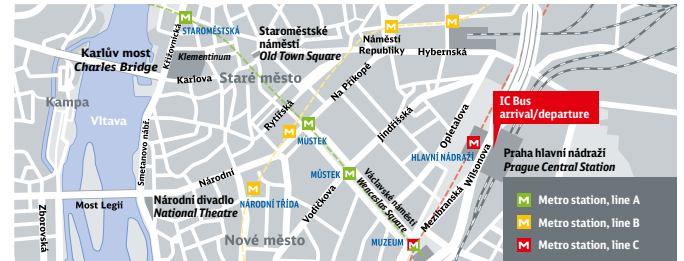 STAROMĚSTSKÁ
Karlův most
Charles Bridge
Křižovnická
Klementinum
Karlova
Staré město
Staroměstské
náměstí
Old Town Square
Náměstí
Republiky
Hybernská
Na Příkopě
Rytířská
Jindřišská
Opletalova
IC Bus
arrival/departure
Kampa
Vltava
Smetanovo nábř.
MŮSTEK
HLAVNÍ NÁDRAŽÍ
Wilsonova
Praha hlavní nádraží
Prague Central Station
Národní
MŮSTEK
Václavské náměstí
Wenceslas Square
Mezibranská
Most Legií
Zborovská
Národní divadlo
National Theatre
NÁRODNÍ TŘÍDA
Vodičkova
Nové město
MUZEUM
M Metro station, line A
M Metro station, line B
M Metro station, line C